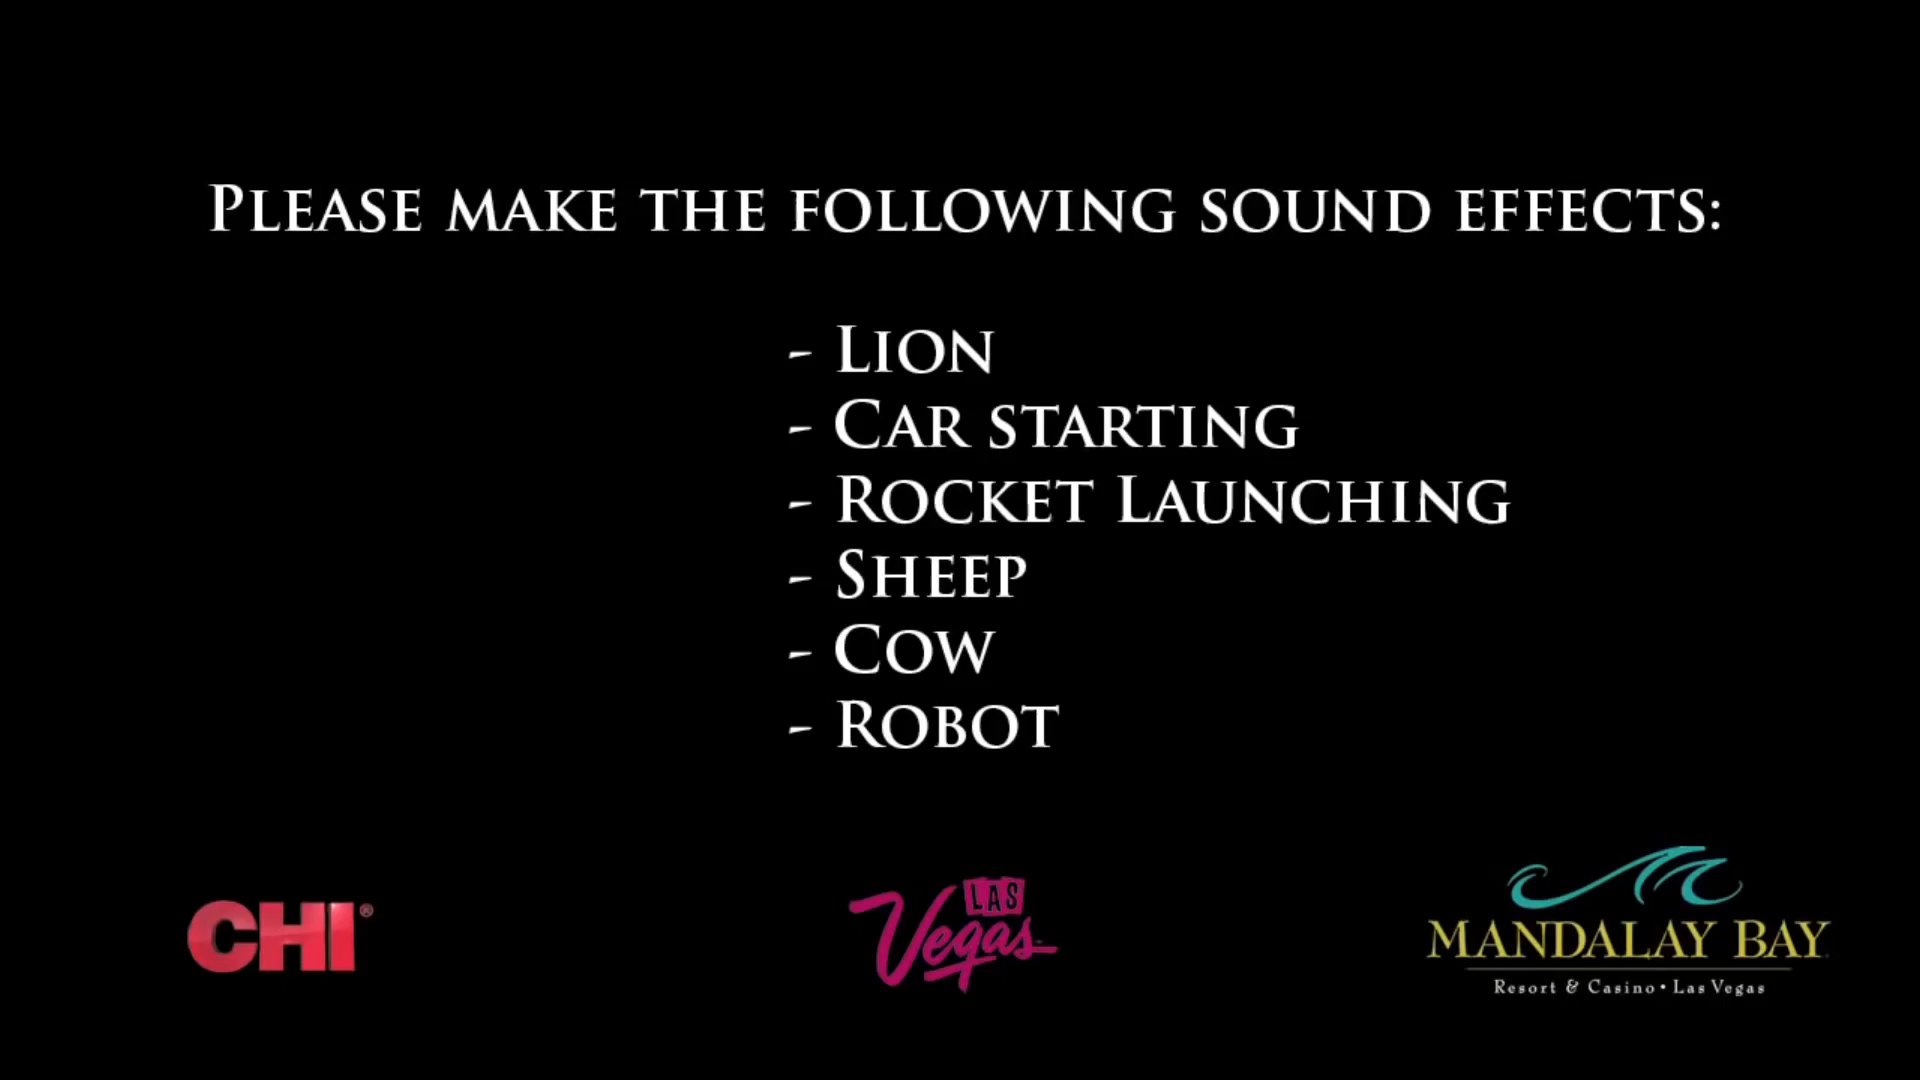 Please make the following sound effects:
- Lion
- Car starting
- Rocket Launching
- Sheep
- Cow
- Robot
CHI®
LAS
Vegas
MANDALAY BAY
Resort & Casino • Las Vegas